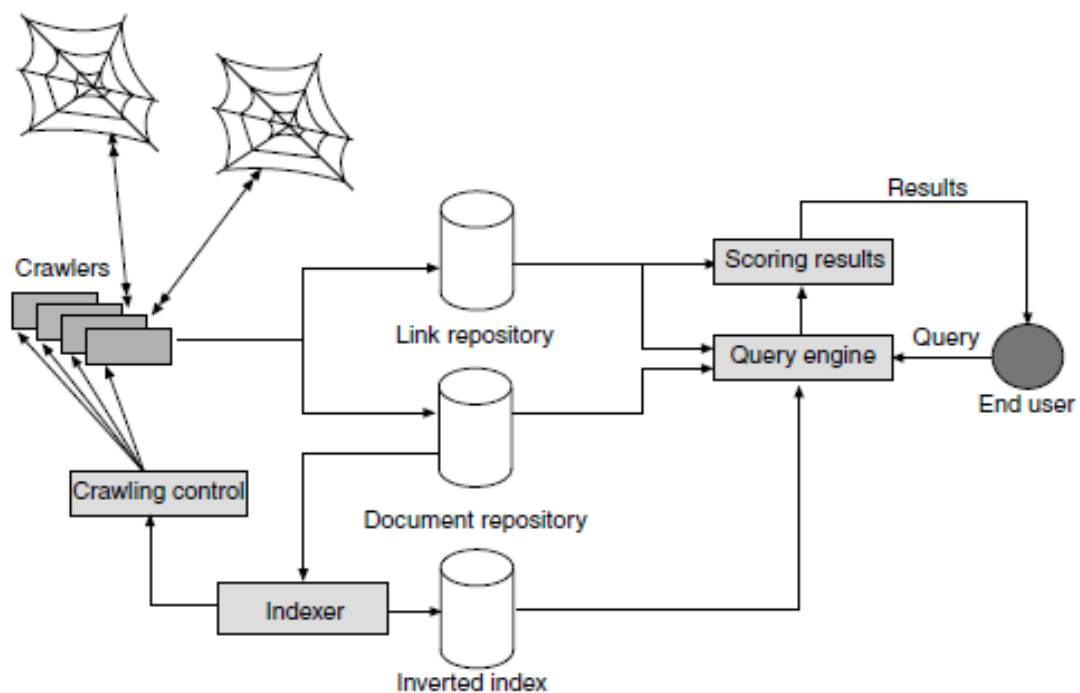 Results
Crawlers
Scoring results
Link repository
Query
Query engine
End user
Crawling control
Document repository
Indexer
Inverted index